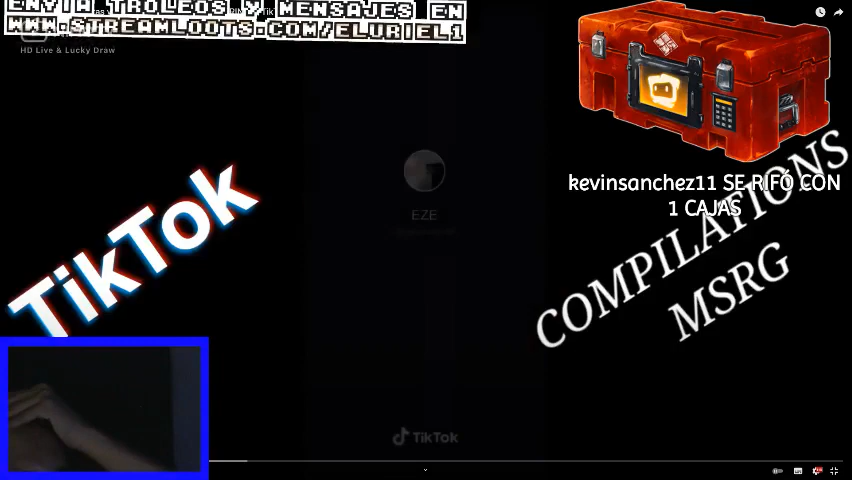 ENVIA TROLEOS Y MENSAJES EN
WWW.STREAMLOOTS.COM/ELURIEL1
HD Live & Lucky Draw
TikTok
EZE
kevinsanchez11 SE RIFÓ CON
1 CAJAS
COMPILATIONS
MSRG
TikTok